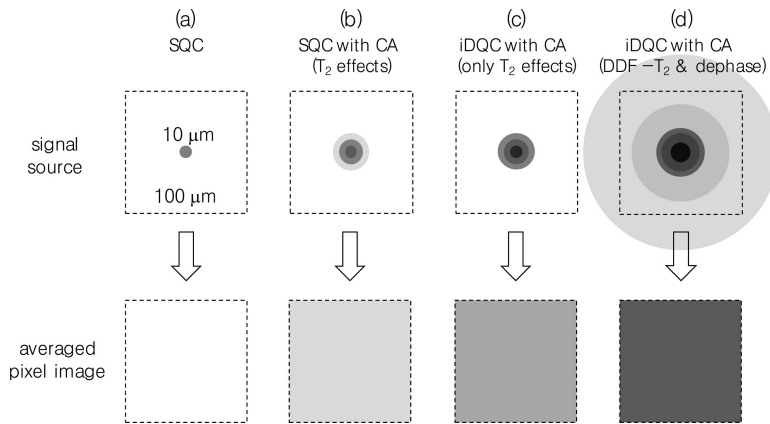 (a)
SQC
(b)
SQC with CA
(T₂ effects)
(c)
iDQC with CA
(only T₂ effects)
(d)
iDQC with CA
(DDF –T₂ & dephase)
signal
source
10 μm
100 μm
averaged
pixel image